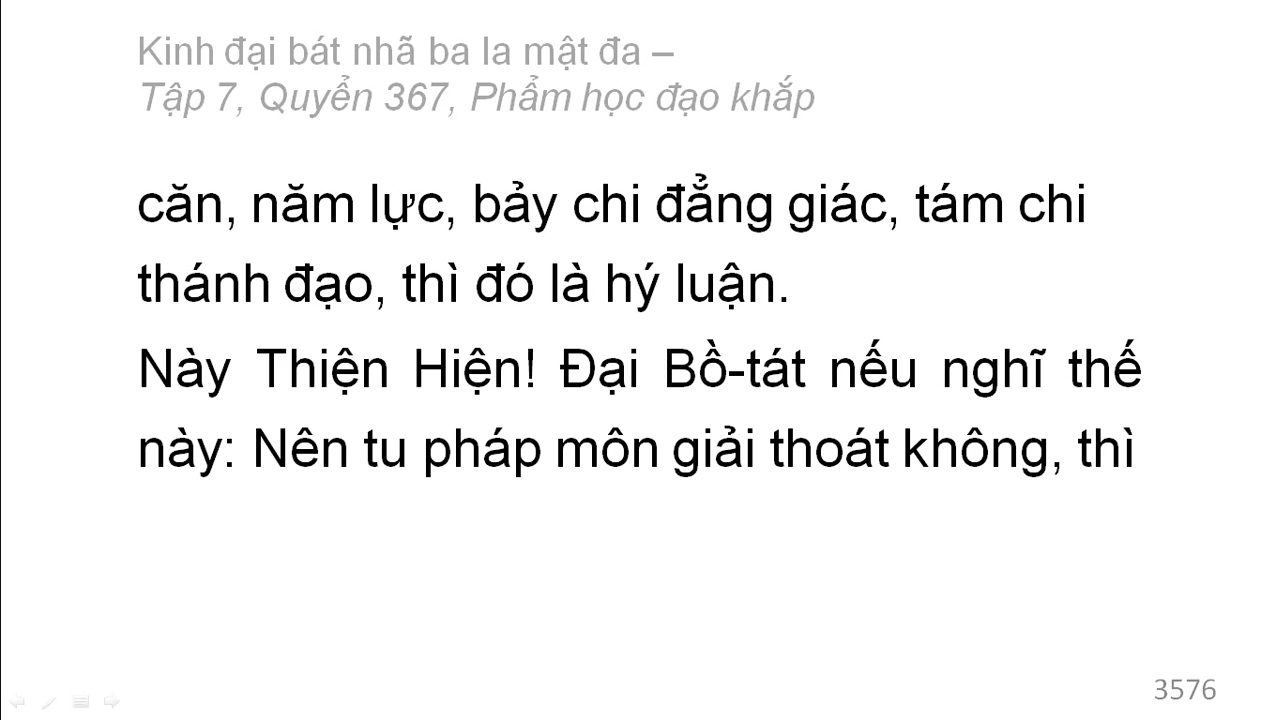 Kinh đại bát nhã ba la mật đa –
Tập 7, Quyển 367, Phẩm học đạo khắp
căn, năm lực, bảy chi đẳng giác, tám chi
thánh đạo, thì đó là hý luận.
Này Thiện Hiện! Đại Bồ-tát nếu nghĩ thế
này: Nên tu pháp môn giải thoát không, thì
3576